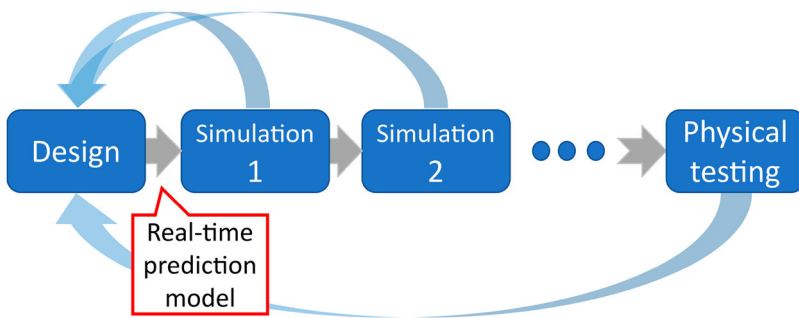 Design
Simulation
1
Simulation
2
Physical
testing
Real-time
prediction
model